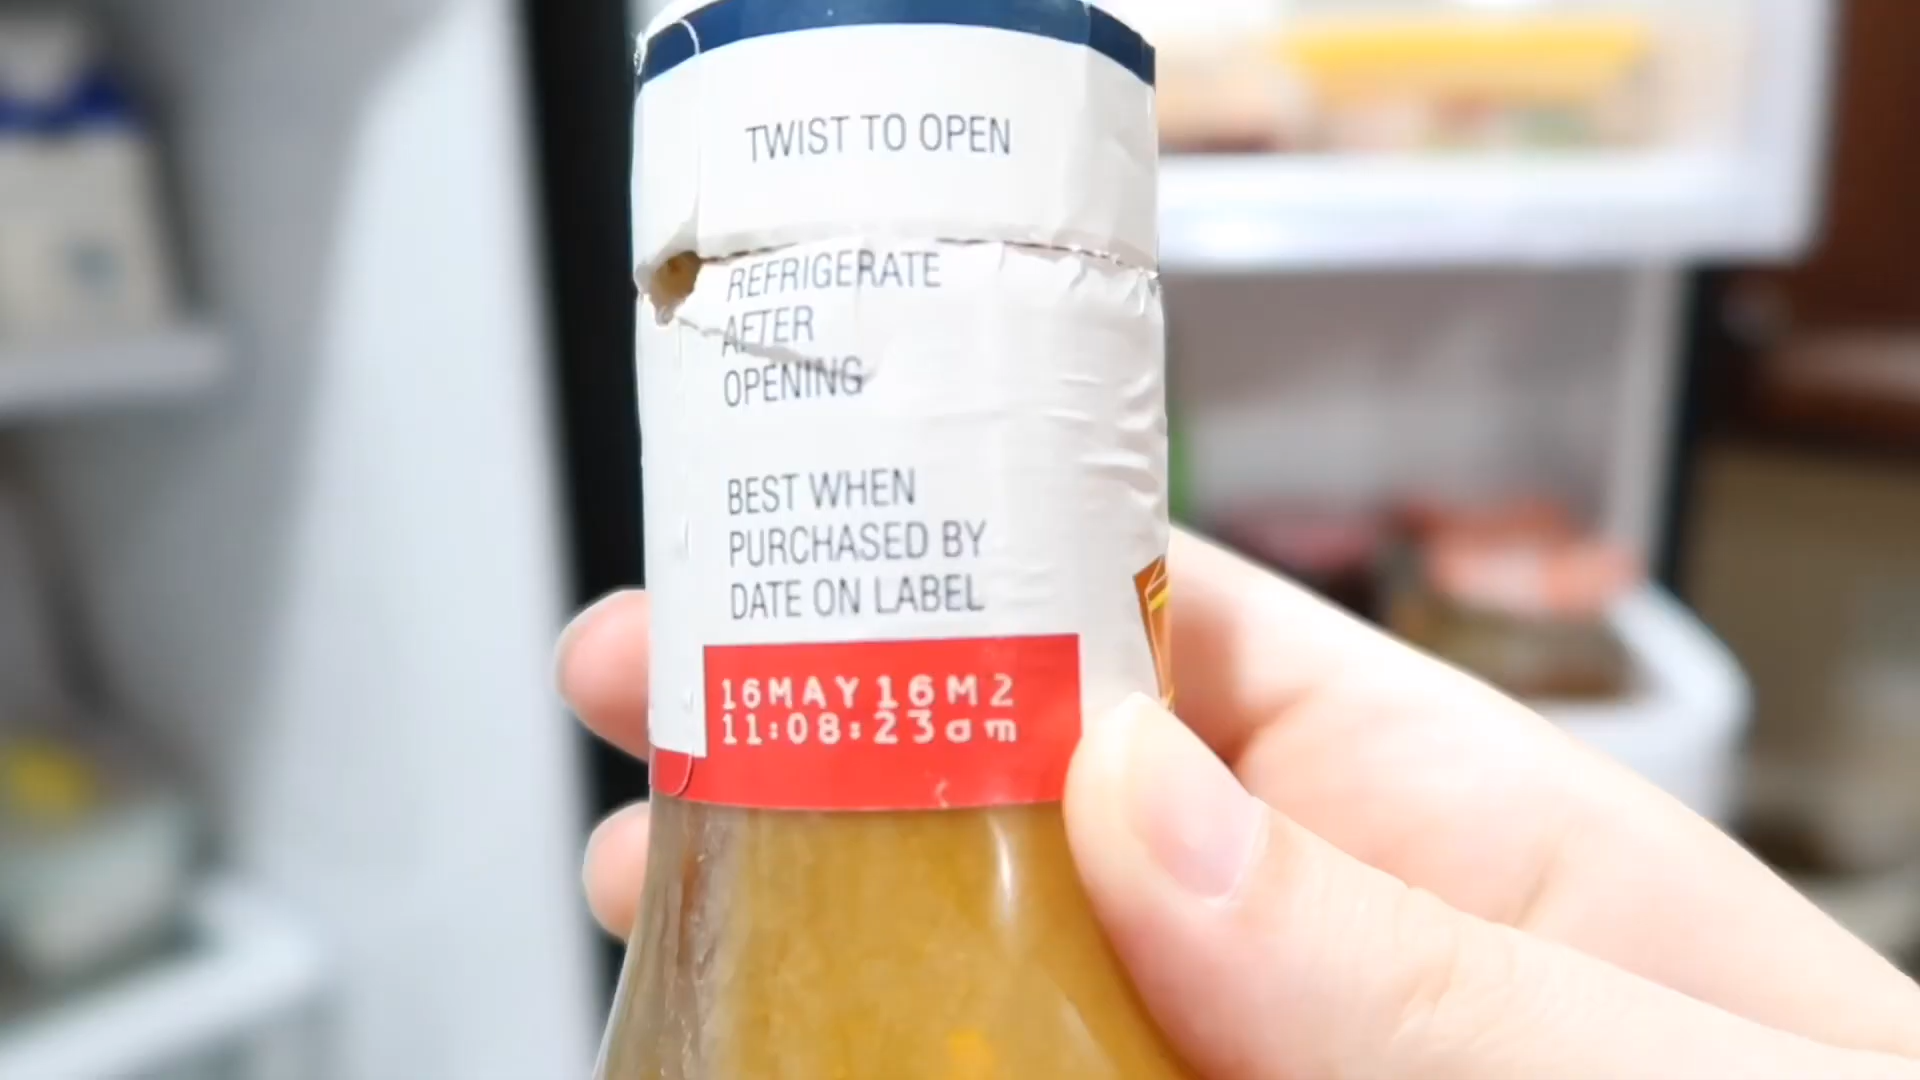 TWIST TO OPEN
REFRIGERATE
AFTER
OPENING
BEST WHEN
PURCHASED BY
DATE ON LABEL
16MAY16M2
11:08:23am